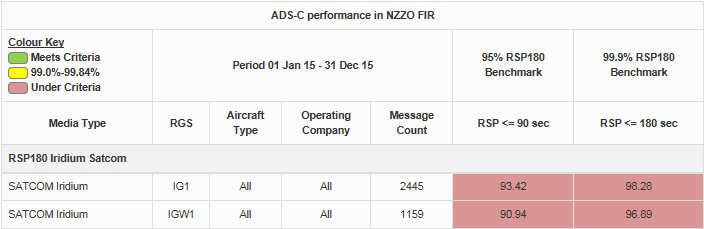 ADS-C performance in NZZO FIR
Colour Key
Meets Criteria
99.0%-99.84%
Under Criteria
Period 01 Jan 15 - 31 Dec 15
95% RSP180 Benchmark
99.9% RSP180 Benchmark
Media Type RGS Aircraft Type Operating Company Message Count RSP <= 90 sec RSP <= 180 sec
RSP180 Iridium Satcom
SATCOM Iridium IG1 All All 2445 93.42 98.28
SATCOM Iridium IGW1 All All 1159 90.94 96.89